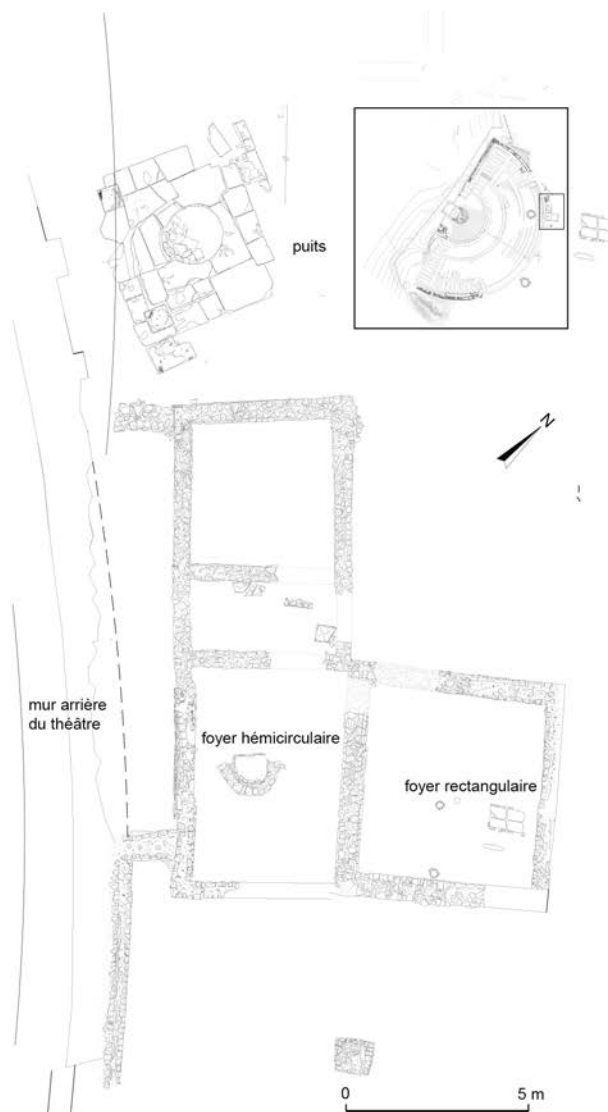 puits
N
mur arrière
du théâtre
foyer hémicirculaire
foyer rectangulaire
0 5 m